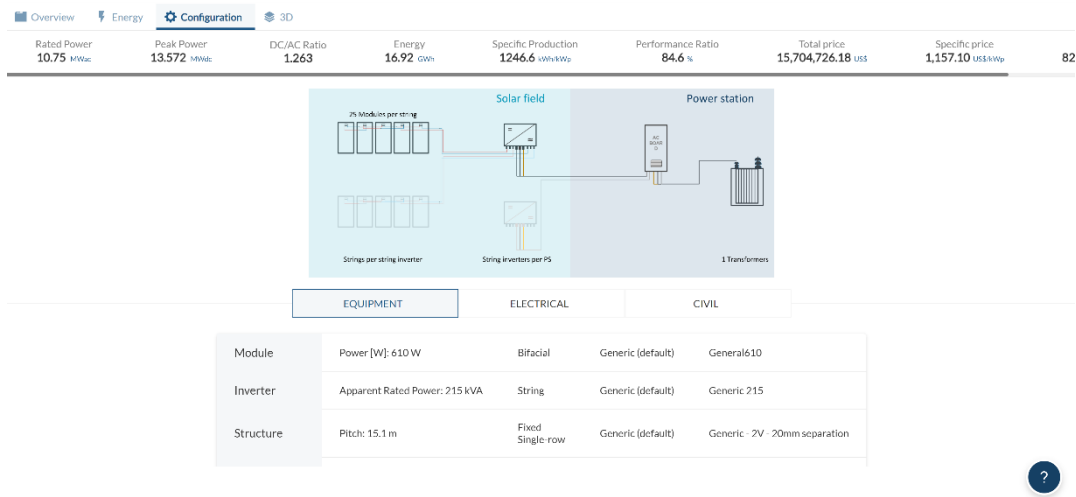 Overview Energy Configuration 3D
Rated Power Peak Power DC/AC Ratio Energy Specific Production Performance Ratio Total price Specific price
10.75 MWac 13.572 MWdc 1.263 16.92 GWh 1246.6 kWh/kWp 84.6 % 15,704,726.18 US$ 1,157.10 US$/kWp 82
Solar field Power station
25 Modules per string
AC
BOAR
D
Strings per string inverter String inverters per PS 1 Transformers
EQUIPMENT ELECTRICAL CIVIL
Module Power [W]: 610 W Bifacial Generic (default) General610
Inverter Apparent Rated Power: 215 kVA String Generic (default) Generic 215
Structure Pitch: 15.1 m Fixed Single-row Generic (default) Generic - 2V - 20mm separation
?